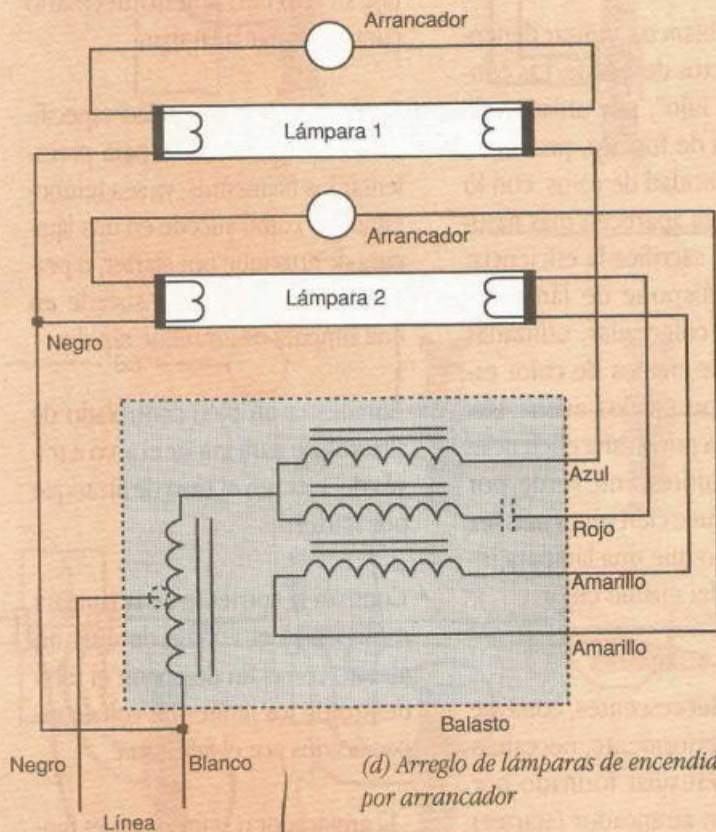 Arrancador
Lámpara 1
Arrancador
Lámpara 2
Negro
Azul
Rojo
Amarillo
Amarillo
Balasto
Negro
Blanco
Línea
(d) Arreglo de lámparas de encendid
por arrancador